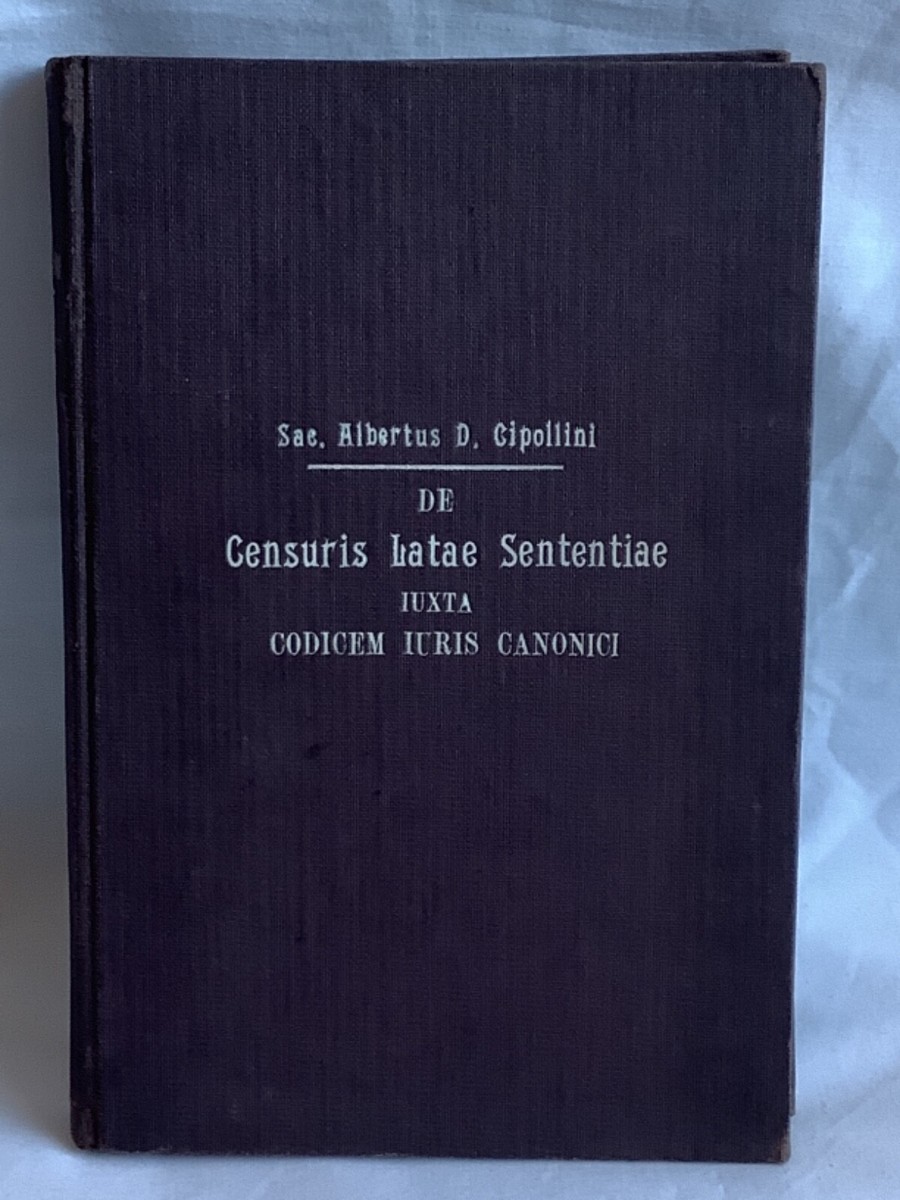 Sac. Albertus D. Cipollini
DE
Censuris Latae Sententiae
IUXTA
CODICEM IURIS CANONICI